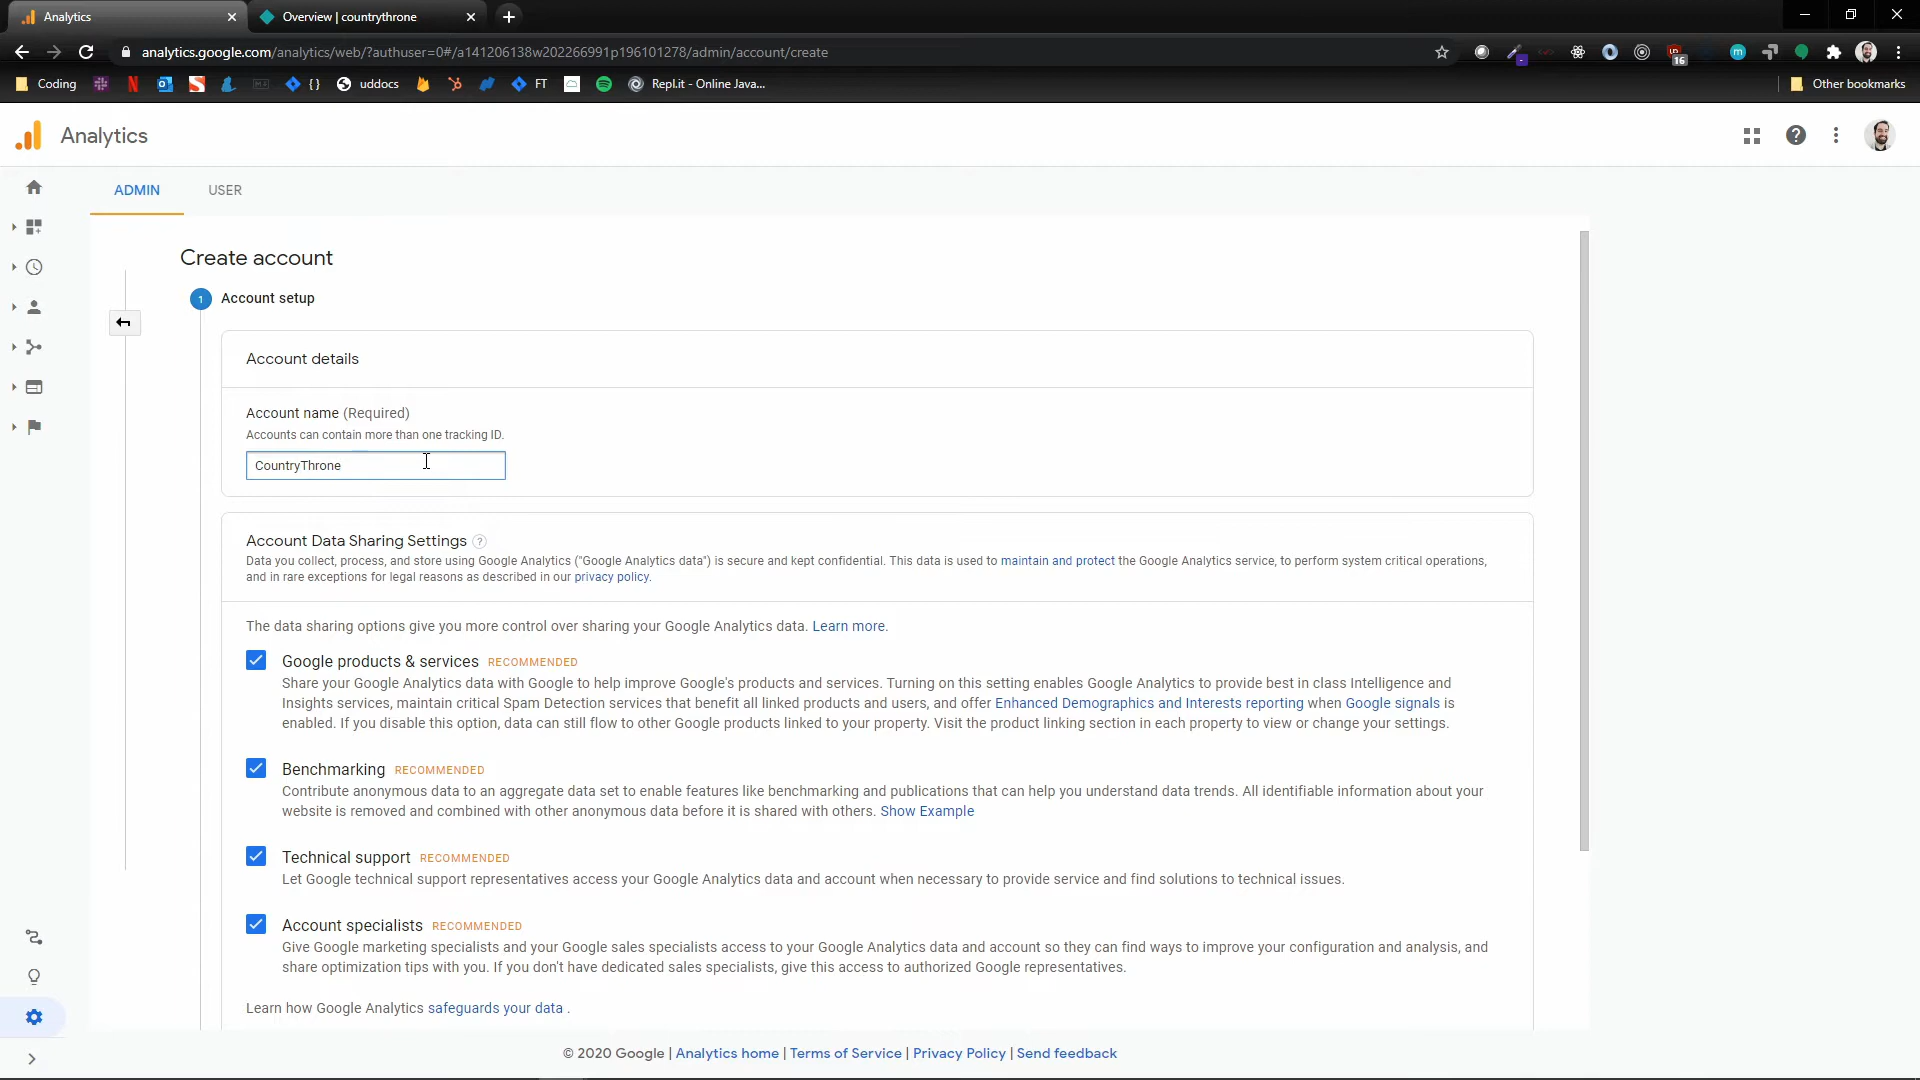 Analytics
Overview | countrythrone
analytics.google.com/analytics/web/?authuser=0#/a141206138w202266991p196101278/admin/account/create
16
Coding
{ }
uddocs
FT
Repl.it - Online Java...
Other bookmarks
Analytics
ADMIN
USER
Create account
1
Account setup
Account details
Account name (Required)
Accounts can contain more than one tracking ID.
CountryThrone
Account Data Sharing Settings ?
Data you collect, process, and store using Google Analytics ("Google Analytics data") is secure and kept confidential. This data is used to maintain and protect the Google Analytics service, to perform system critical operations,
and in rare exceptions for legal reasons as described in our privacy policy.
The data sharing options give you more control over sharing your Google Analytics data. Learn more.
Google products & services RECOMMENDED
Share your Google Analytics data with Google to help improve Google's products and services. Turning on this setting enables Google Analytics to provide best in class Intelligence and
Insights services, maintain critical Spam Detection services that benefit all linked products and users, and offer Enhanced Demographics and Interests reporting when Google signals is
enabled. If you disable this option, data can still flow to other Google products linked to your property. Visit the product linking section in each property to view or change your settings.
Benchmarking RECOMMENDED
Contribute anonymous data to an aggregate data set to enable features like benchmarking and publications that can help you understand data trends. All identifiable information about your
website is removed and combined with other anonymous data before it is shared with others. Show Example
Technical support RECOMMENDED
Let Google technical support representatives access your Google Analytics data and account when necessary to provide service and find solutions to technical issues.
Account specialists RECOMMENDED
Give Google marketing specialists and your Google sales specialists access to your Google Analytics data and account so they can find ways to improve your configuration and analysis, and
share optimization tips with you. If you don't have dedicated sales specialists, give this access to authorized Google representatives.
Learn how Google Analytics safeguards your data .
© 2020 Google | Analytics home | Terms of Service | Privacy Policy | Send feedback